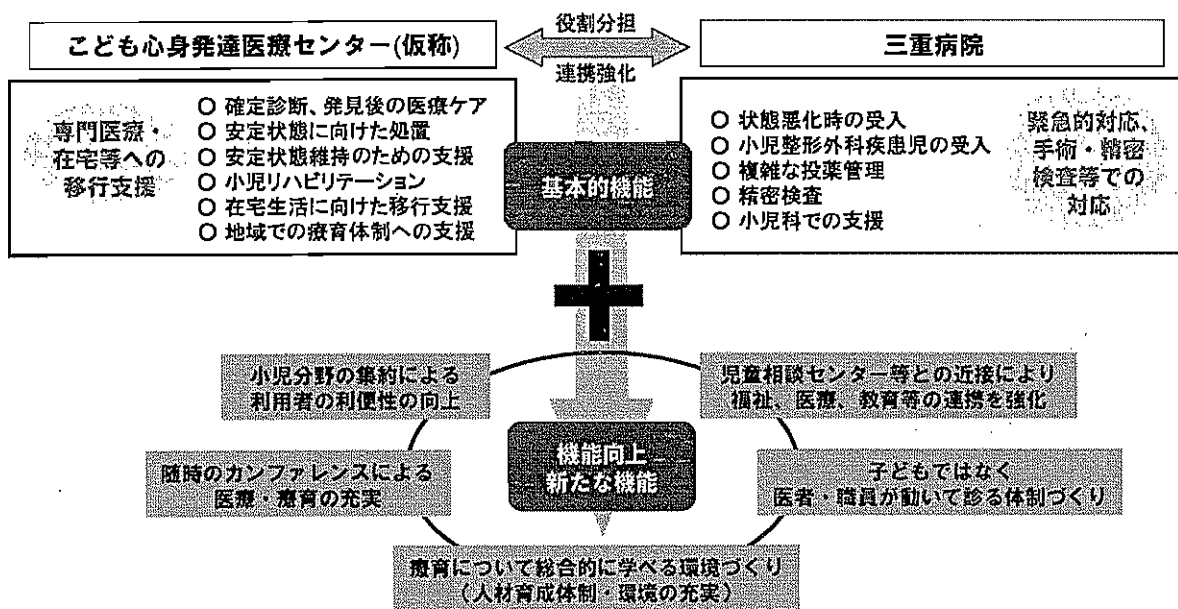 役割分担
こども心身発達医療センター(仮称)
三重病院
連携強化
専門医療・
在宅等への
移行支援
○ 確定診断、発見後の医療ケア
○ 安定状態に向けた処置
○ 安定状態維持のための支援
○ 小児リハビリテーション
○ 在宅生活に向けた移行支援
○ 地域での療育体制への支援
基本的機能
○ 状態悪化時の受入
○ 小児整形外科疾患児の受入
○ 複雑な投薬管理
○ 精密検査
○ 小児科での支援
緊急的対応、
手術・精密
検査等での
対応
小児分野の集約による
利用者の利便性の向上
児童相談センター等との近接により
福祉、医療、教育等の連携を強化
機能向上
新たな機能
随時のカンファレンスによる
医療・療育の充実
子どもではなく
医者・職員が動いて診る体制づくり
療育について総合的に学べる環境づくり
(人材育成体制・環境の充実)